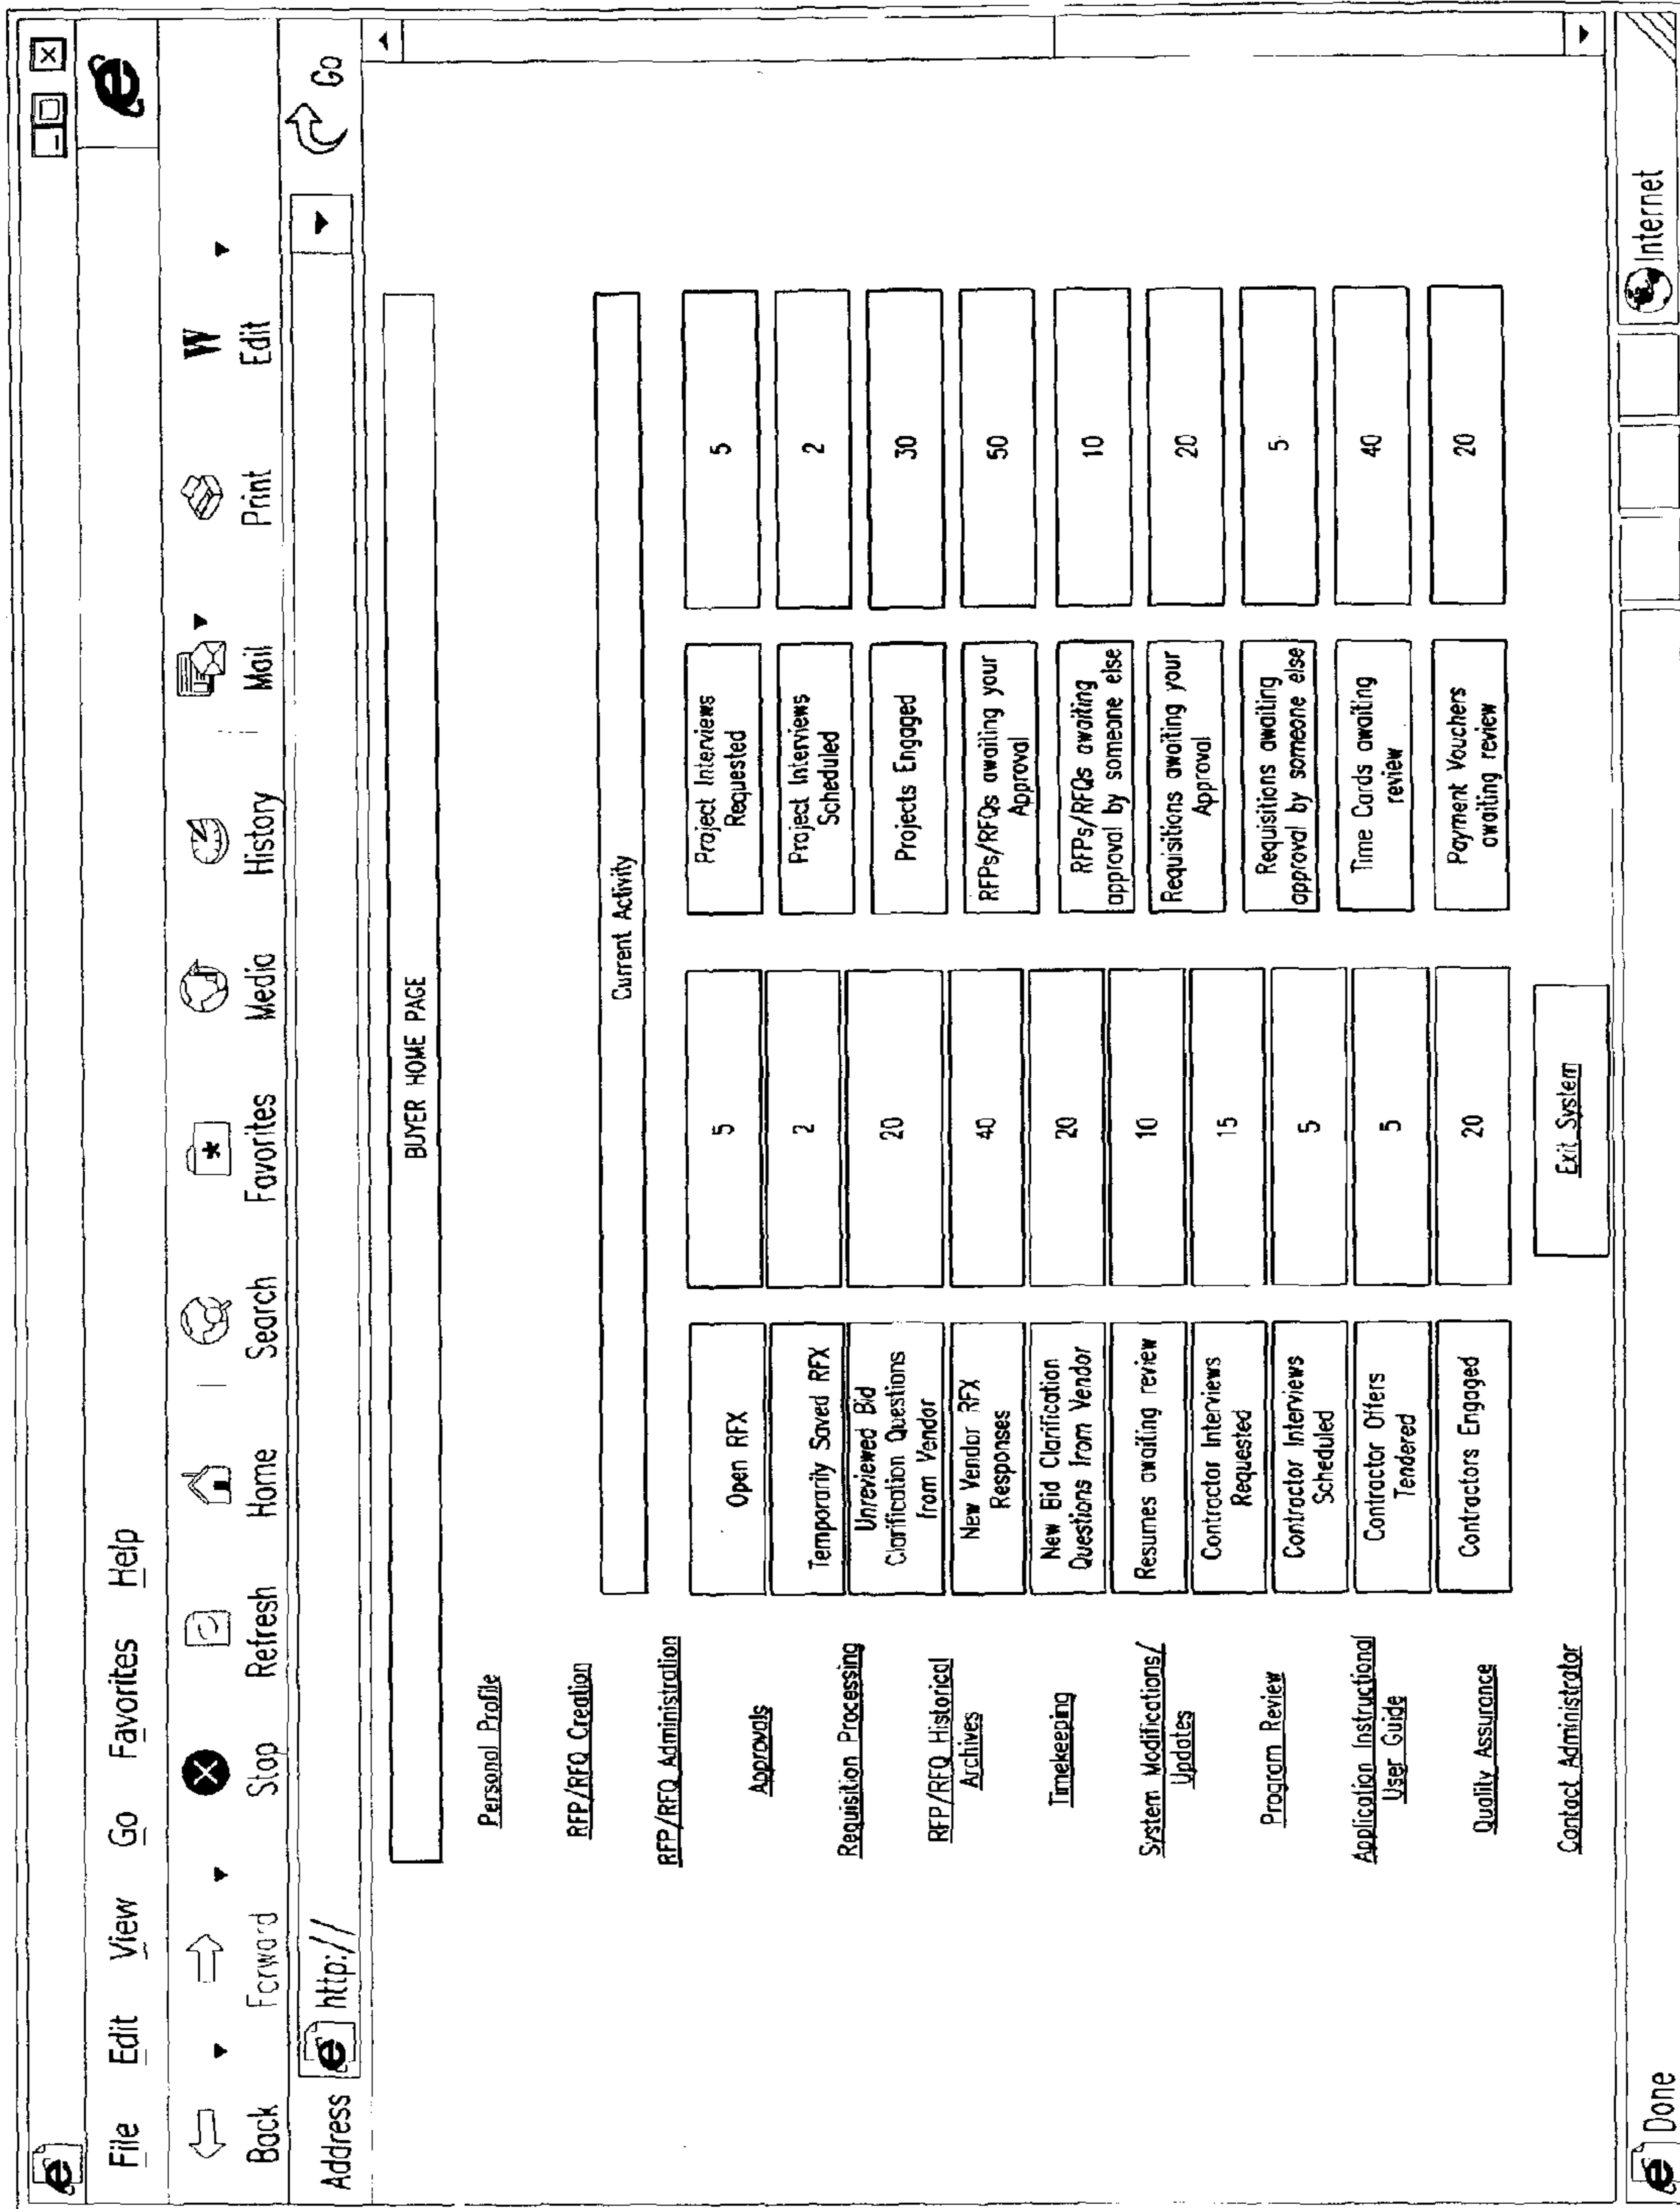 File Edit View Go Favorites Help
Back Forward Stop Refresh Home Search Favorites Media History Mail Print Edit
Address http:// Go
BUYER HOME PAGE
Personal Profile
RFP/RFQ Creation
RFP/RFQ Administration
Approvals
Requisition Processing
RFP/RFQ Historical
Archives
Timekeeping
System Modifications/
Updates
Program Review
Application Instructional
User Guide
Quality Assurance
Contact Administrator
Current Activity
Open RFX 5
Temporarily Saved RFX 2
Unreviewed Bid
Clarification Questions 20
from Vendor
New Vendor RFX
Responses 40
New Bid Clarification
Questions from Vendor 20
Resumes awaiting review 10
Contractor Interviews
Requested 15
Contractor Interviews
Scheduled 5
Contractor Offers
Tendered 5
Contractors Engaged 20
Project Interviews
Requested 5
Project Interviews
Scheduled 2
Projects Engaged 30
RFPs/RFQs awaiting your
Approval 50
RFPs/RFQs awaiting
approval by someone else 10
Requisitions awaiting your
Approval 20
Requisitions awaiting
approval by someone else 5
Time Cards awaiting
review 40
Payment Vouchers
awaiting review 20
Exit System
Done Internet